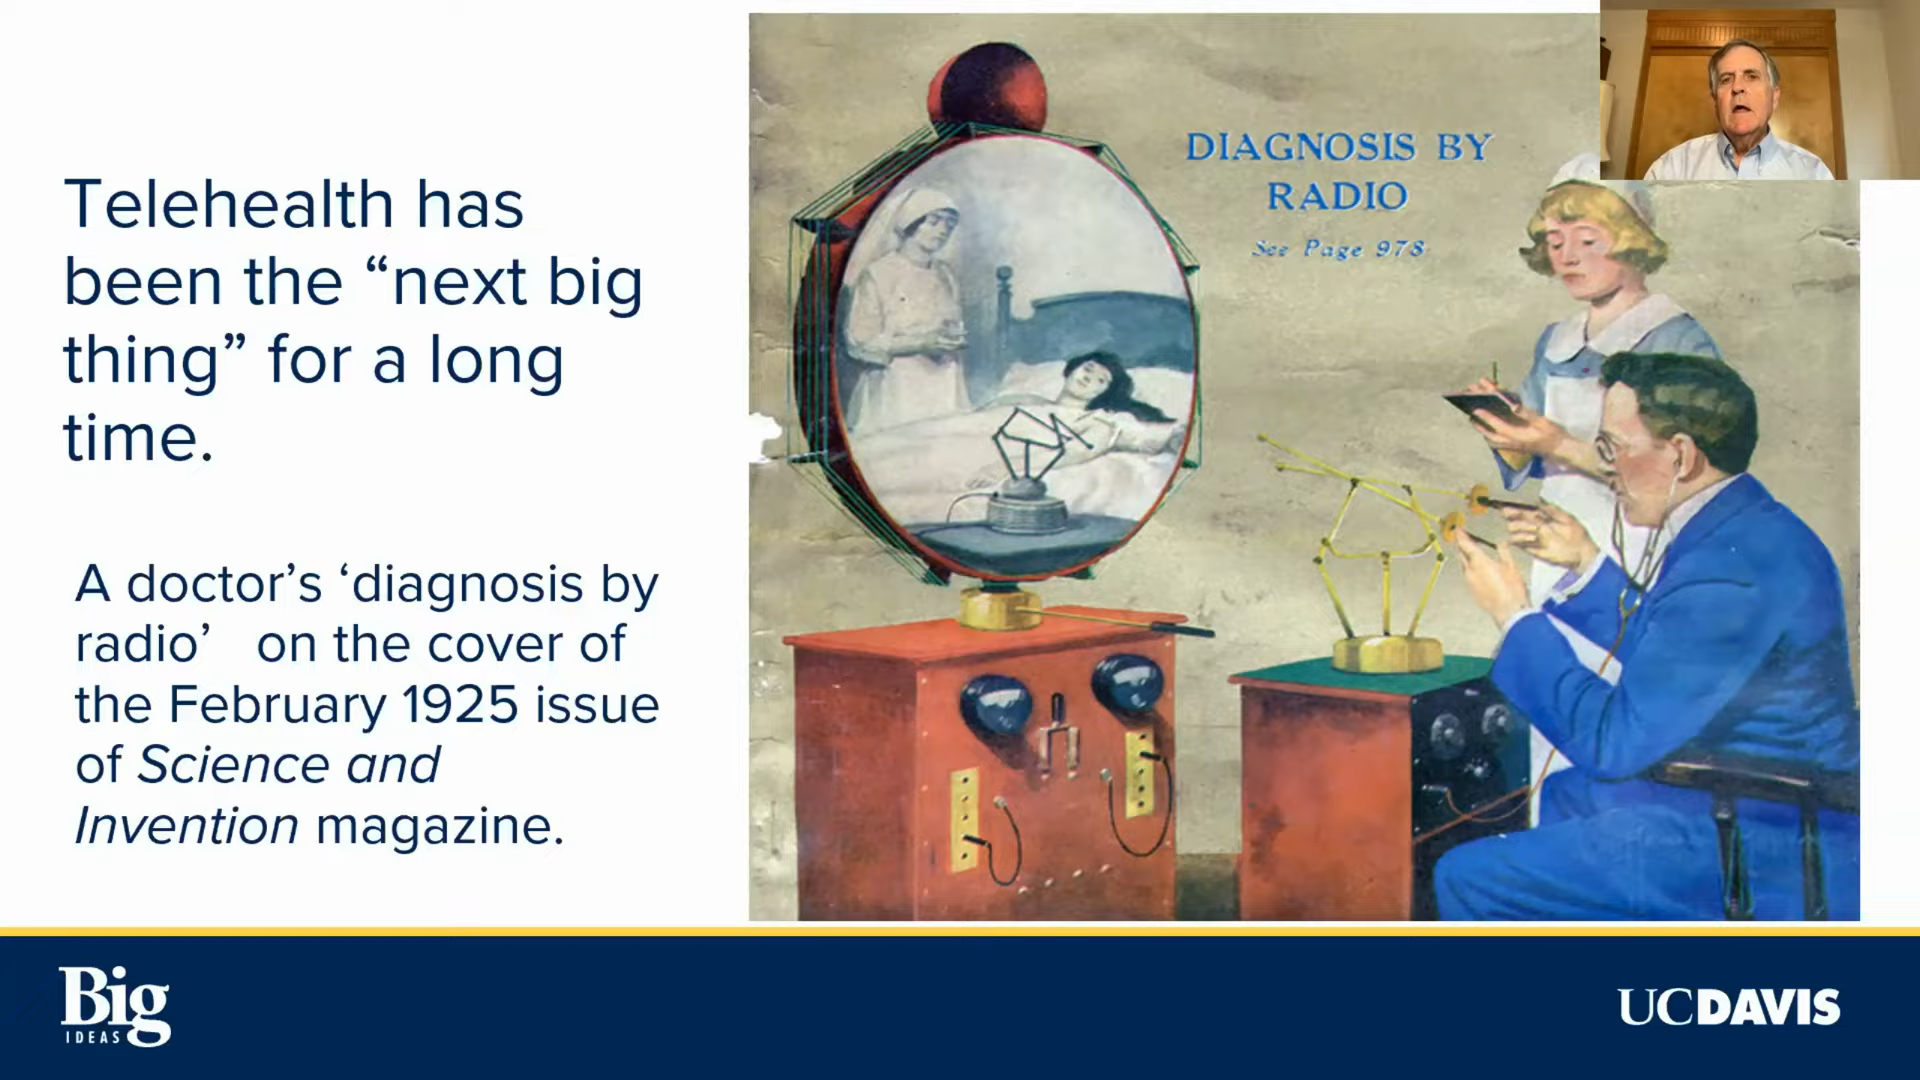 Telehealth has
been the “next big
thing” for a long
time.
A doctor’s ‘diagnosis by
radio’ on the cover of
the February 1925 issue
of Science and
Invention magazine.
DIAGNOSIS BY
RADIO
See Page 978
Big
IDEAS
UCDAVIS